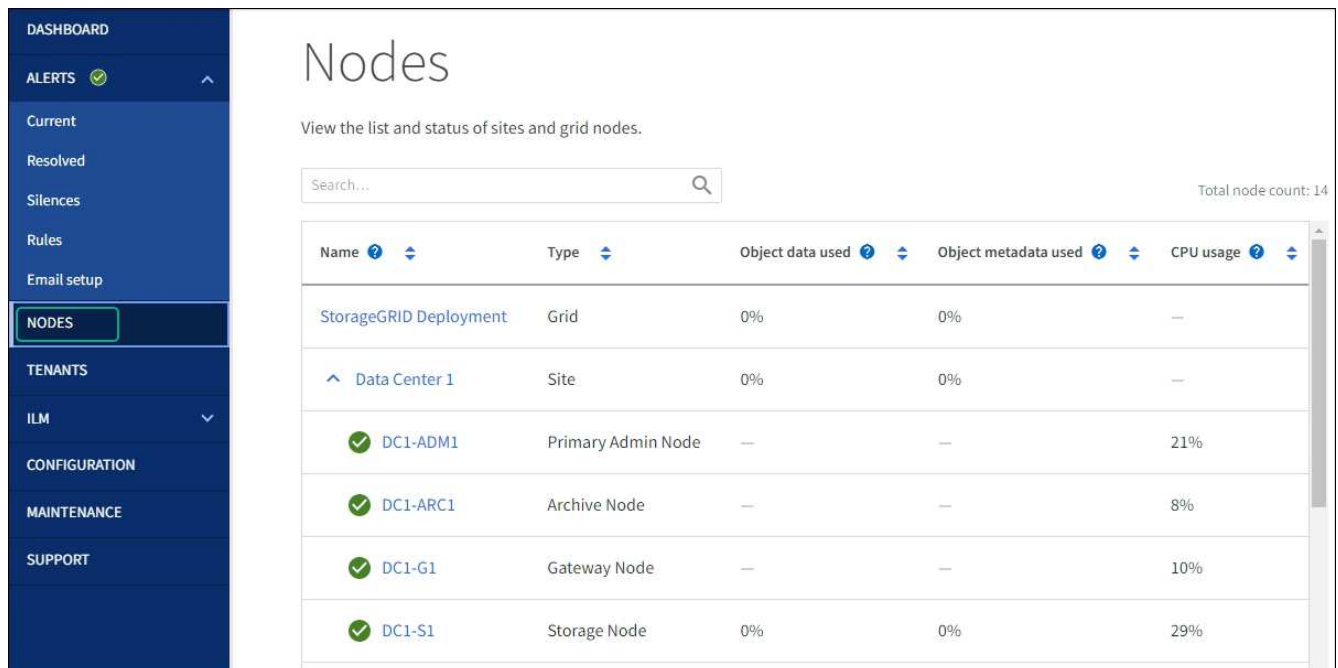 DASHBOARD
ALERTS
Current
Resolved
Silences
Rules
Email setup
NODES
TENANTS
ILM
CONFIGURATION
MAINTENANCE
SUPPORT
Nodes
View the list and status of sites and grid nodes.
Search...
Total node count: 14
Name ? Type Object data used ? Object metadata used ? CPU usage ?
StorageGRID Deployment Grid 0% 0% —
Data Center 1 Site 0% 0% —
DC1-ADM1 Primary Admin Node — — 21%
DC1-ARC1 Archive Node — — 8%
DC1-G1 Gateway Node — — 10%
DC1-S1 Storage Node 0% 0% 29%